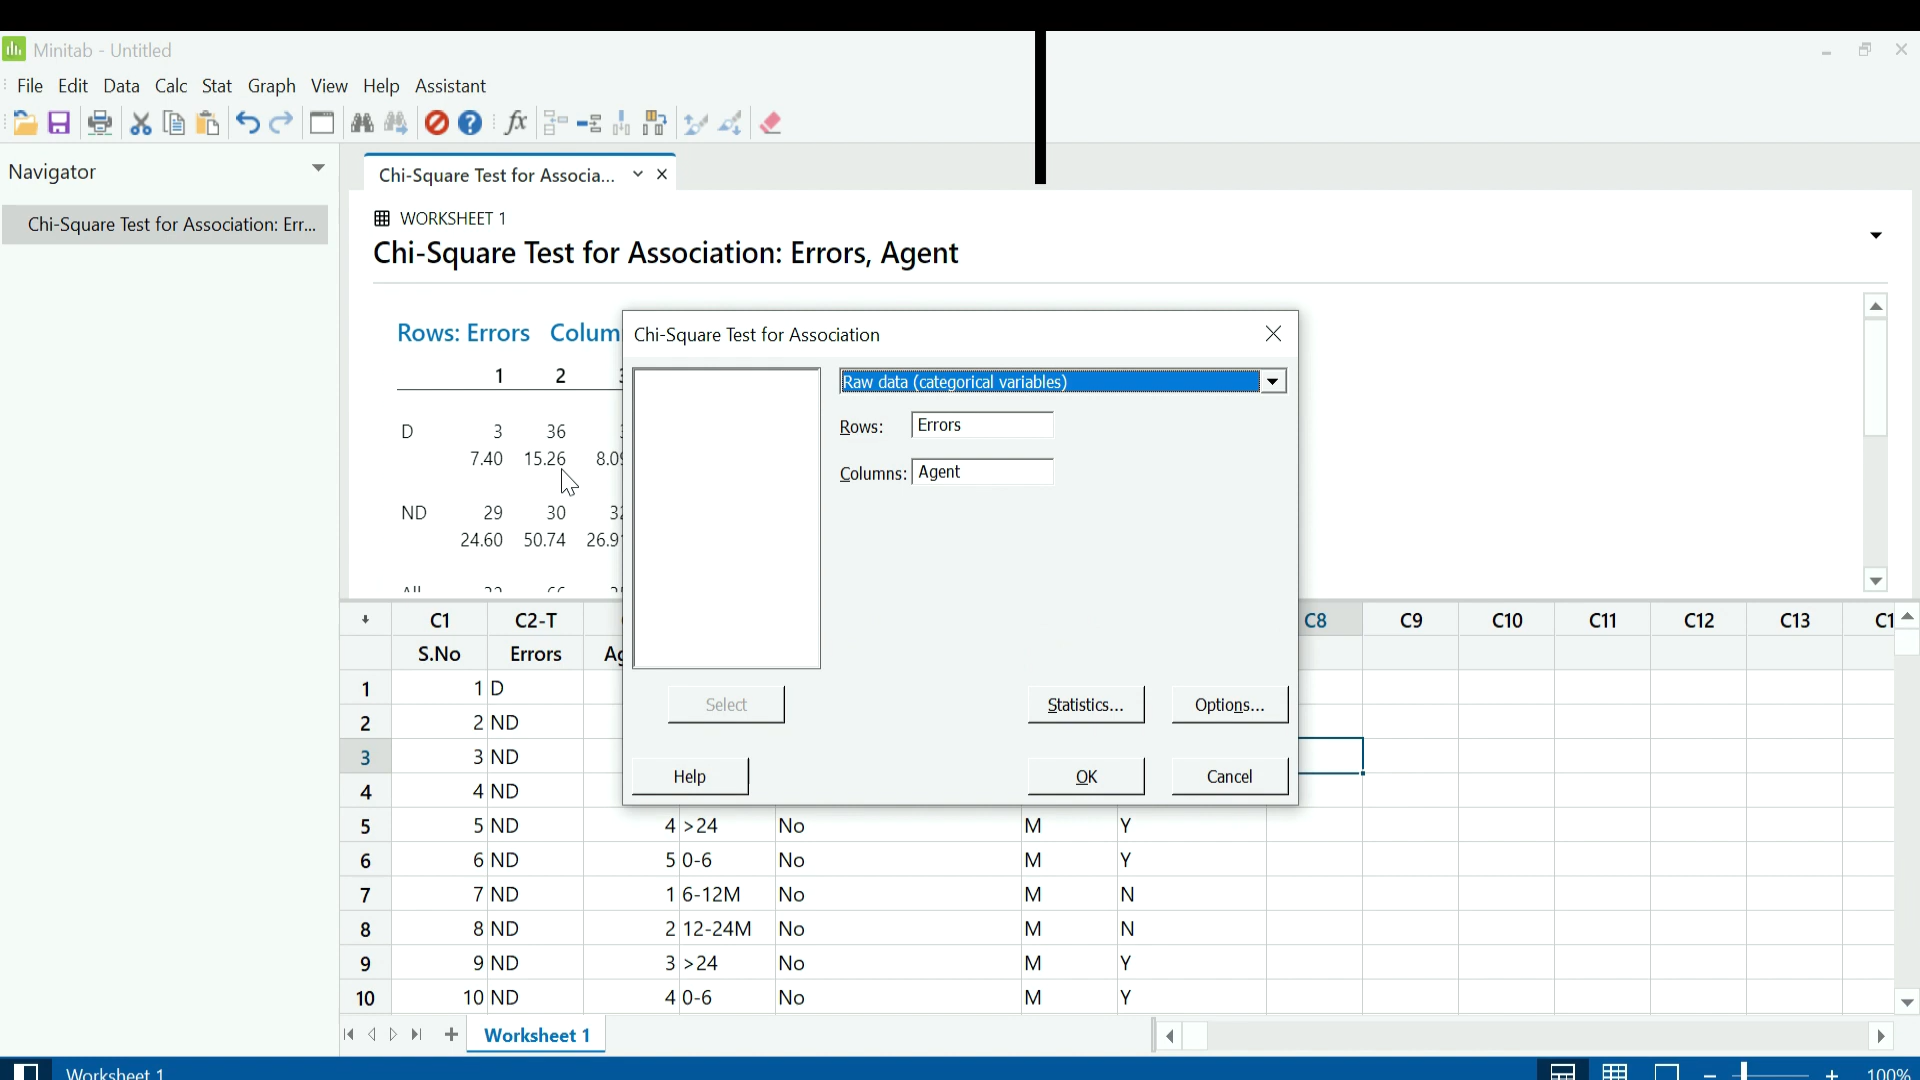 Minitab - Untitled
File Edit Data Calc Stat Graph View Help Assistant
Navigator
Chi-Square Test for Associa...
Chi-Square Test for Association: Err...
WORKSHEET 1
Chi-Square Test for Association: Errors, Agent
Rows: Errors Colum
1 2
D 3 36
7.40 15.26 8.09
ND 29 30 32
24.60 50.74 26.91
Chi-Square Test for Association
Raw data (categorical variables)
Rows: Errors
Columns: Agent
Select Statistics... Options...
Help OK Cancel
C1 C2-T C8 C9 C10 C11 C12 C13 C1
S.No Errors Ag
1 1 D
2 2 ND
3 3 ND
4 4 ND
5 5 ND 4 >24 No M Y
6 6 ND 5 0-6 No M Y
7 7 ND 1 6-12M No M N
8 8 ND 2 12-24M No M N
9 9 ND 3 >24 No M Y
10 10 ND 4 0-6 No M Y
Worksheet 1
Worksheet 1
100%